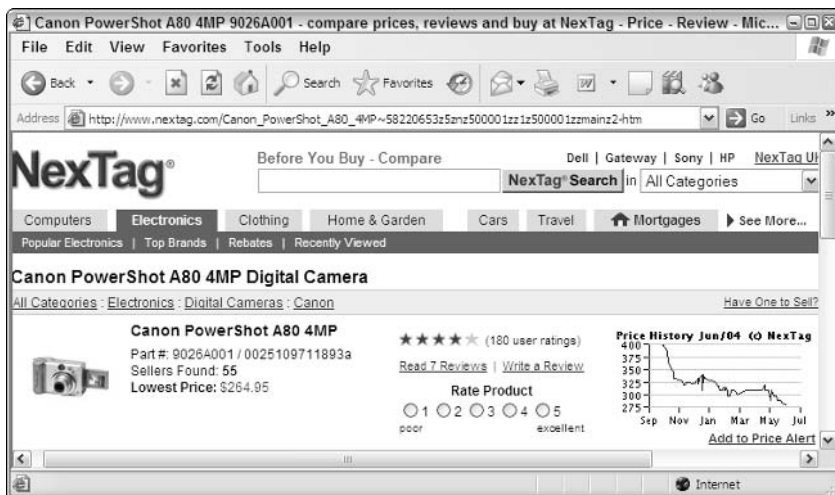 Canon PowerShot A80 4MP 9026A001 - compare prices, reviews and buy at NexTag - Price - Review - Mic...
File Edit View Favorites Tools Help
Back Search Favorites
Address http://www.nextag.com/Canon_PowerShot_A80_4MP~58220653z5znz500001zz1z500001zzmainz2-htm Go Links »
NexTag® Before You Buy - Compare Dell | Gateway | Sony | HP NexTag UK
NexTag® Search in All Categories
Computers Electronics Clothing Home & Garden Cars Travel Mortgages See More...
Popular Electronics | Top Brands | Rebates | Recently Viewed
Canon PowerShot A80 4MP Digital Camera
All Categories : Electronics : Digital Cameras : Canon Have One to Sell?
Canon PowerShot A80 4MP
Part #: 9026A001 / 0025109711893a
Sellers Found: 55
Lowest Price: $264.95
(180 user ratings)
Read 7 Reviews | Write a Review
Rate Product
1 2 3 4 5
poor excellent
Price History Jun/04 (c) NexTag
400
375
350
325
300
275
Sep Nov Jan Mar May Jul
Add to Price Alert
Internet